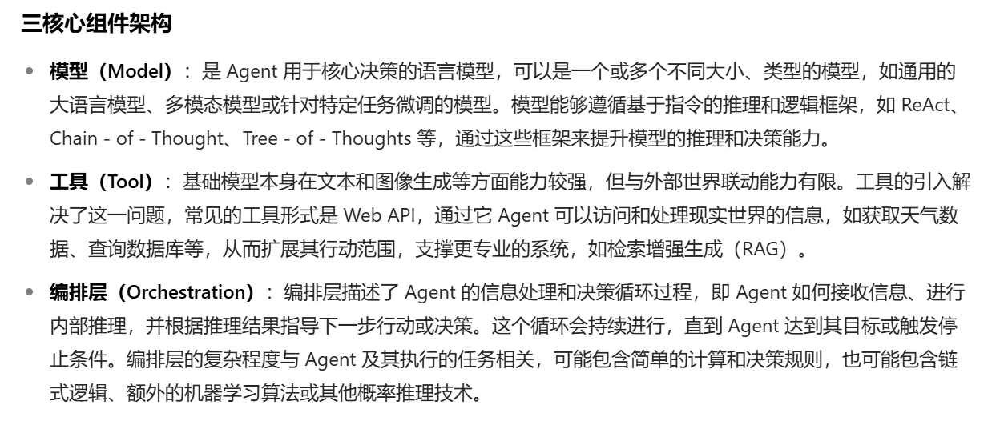 三核心组件架构
模型（Model）：是 Agent 用于核心决策的语言模型，可以是一个或多个不同大小、类型的模型，如通用的
大语言模型、多模态模型或针对特定任务微调的模型。模型能够遵循基于指令的推理和逻辑框架，如 ReAct、
Chain - of - Thought、Tree - of - Thoughts 等，通过这些框架来提升模型的推理和决策能力。
工具（Tool）：基础模型本身在文本和图像生成等方面能力较强，但与外部世界联动能力有限。工具的引入解
决了这一问题，常见的工具形式是 Web API，通过它 Agent 可以访问和处理现实世界的信息，如获取天气数
据、查询数据库等，从而扩展其行动范围，支撑更专业的系统，如检索增强生成（RAG）。
编排层（Orchestration）：编排层描述了 Agent 的信息处理和决策循环过程，即 Agent 如何接收信息、进行
内部推理，并根据推理结果指导下一步行动或决策。这个循环会持续进行，直到 Agent 达到其目标或触发停
止条件。编排层的复杂程度与 Agent 及其执行的任务相关，可能包含简单的计算和决策规则，也可能包含链
式逻辑、额外的机器学习算法或其他概率推理技术。